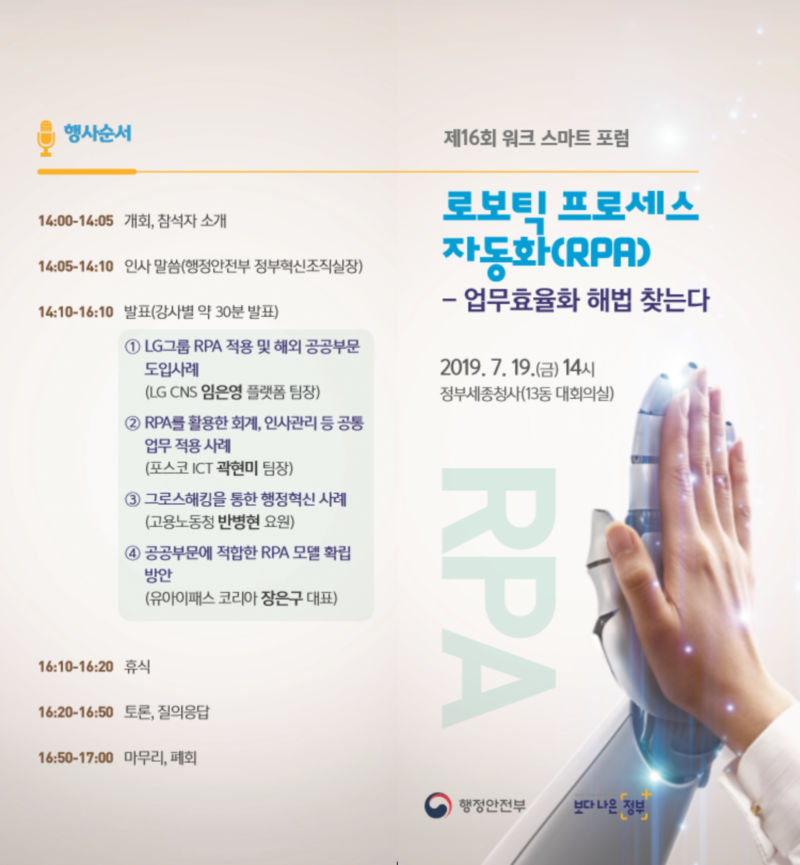 행사순서
14:00-14:05 개회, 참석자 소개
14:05-14:10 인사 말씀(행정안전부 정부혁신조직실장)
14:10-16:10 발표(강사별 약 30분 발표)
① LG그룹 RPA 적용 및 해외 공공부문
도입사례
(LG CNS 임은영 플랫폼 팀장)
② RPA를 활용한 회계, 인사관리 등 공통
업무 적용 사례
(포스코 ICT 곽현미 팀장)
③ 그로스해킹을 통한 행정혁신 사례
(고용노동청 반병현 요원)
④ 공공부문에 적합한 RPA 모델 확립
방안
(유아이패스 코리아 장은구 대표)
16:10-16:20 휴식
16:20-16:50 토론, 질의응답
16:50-17:00 마무리, 폐회
제16회 워크 스마트 포럼
로보틱 프로세스
자동화(RPA)
- 업무효율화 해법 찾는다
2019. 7. 19.(금) 14시
정부세종청사(13동 대회의실)
RPA
행정안전부
보다 나은 정부